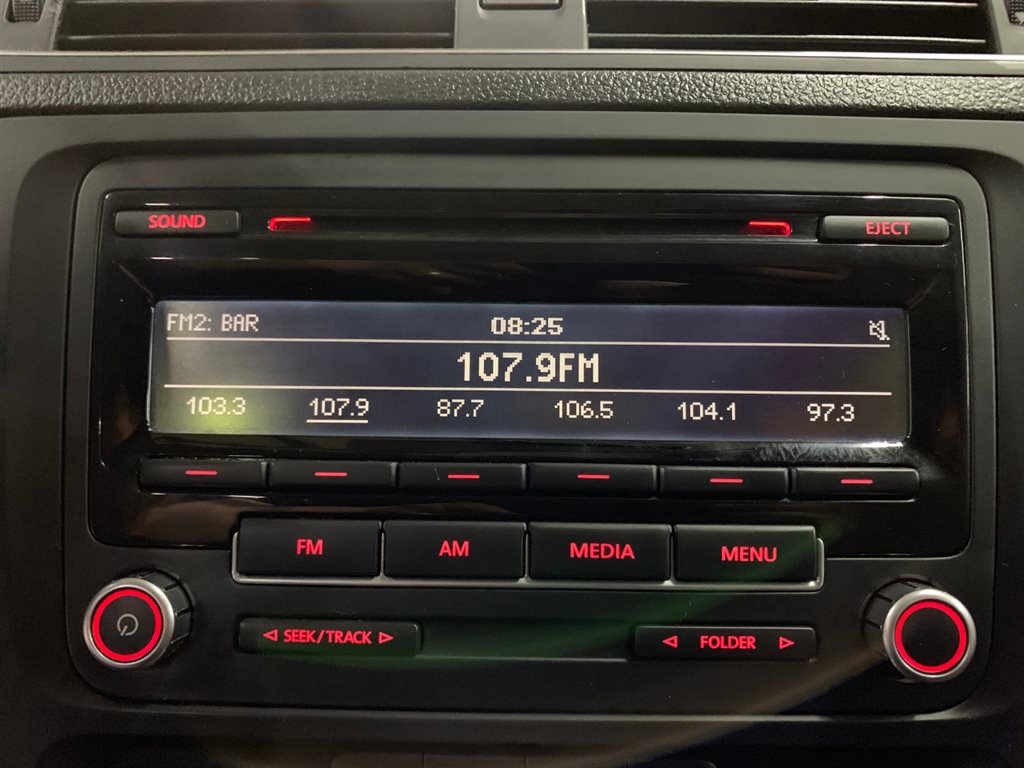 SOUND
EJECT
FM2: BAR 08:25
107.9FM
103.3 107.9 87.7 106.5 104.1 97.3
FM AM MEDIA MENU
SEEK/TRACK
FOLDER